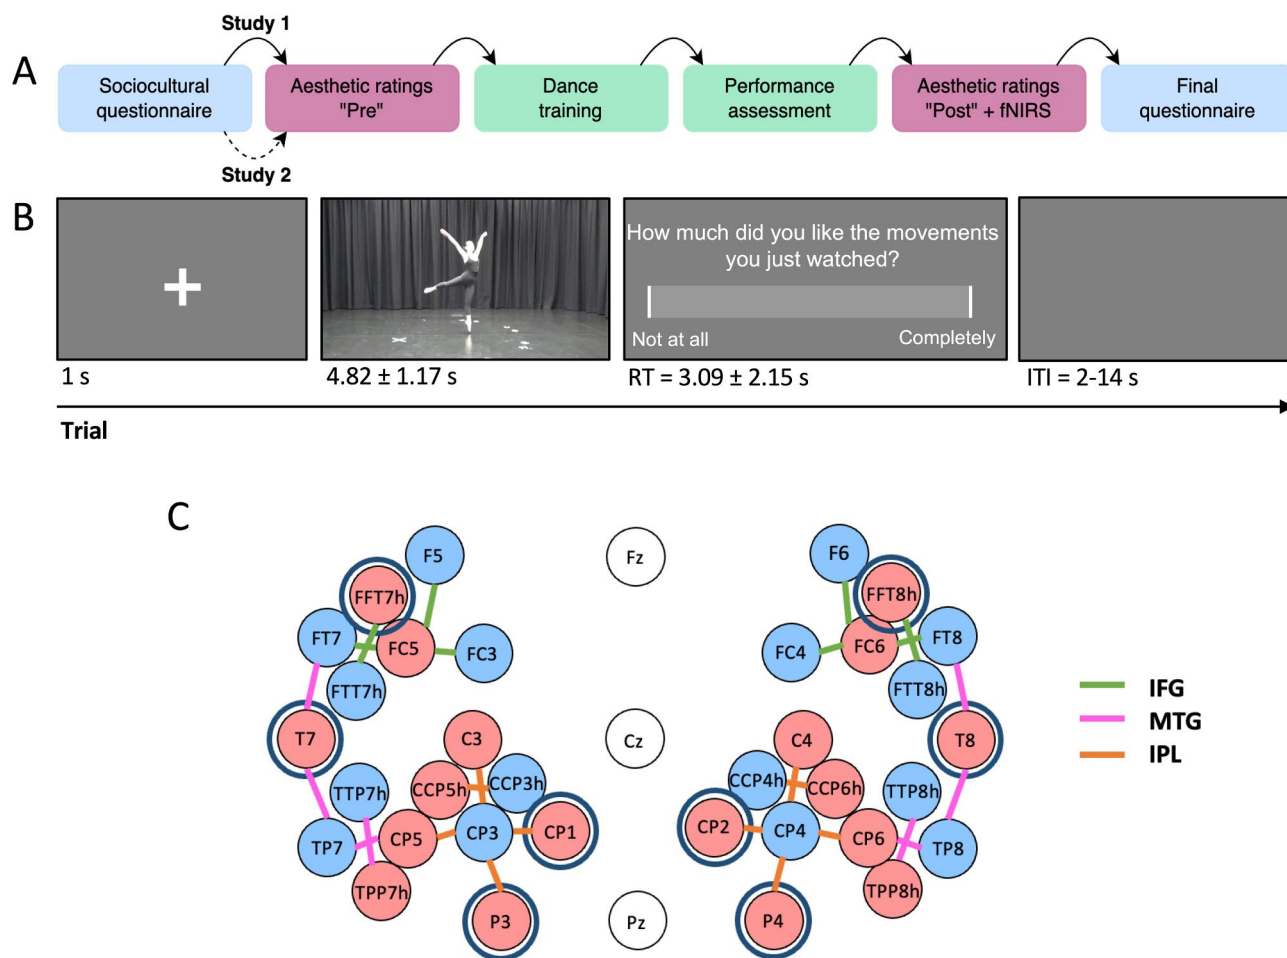 Study 1
A
Sociocultural
questionnaire
Aesthetic ratings
"Pre"
Dance
training
Performance
assessment
Aesthetic ratings
"Post" + fNIRS
Final
questionnaire
Study 2
B
How much did you like the movements
you just watched?
Not at all
Completely
1 s
4.82 ± 1.17 s
RT = 3.09 ± 2.15 s
ITI = 2-14 s
Trial
C
F5
Fz
F6
FFT7h
FFT8h
FT7
FC5
FC3
FC4
FC6
FT8
FTT7h
FTT8h
IFG
MTG
IPL
T7
C3
Cz
C4
T8
TTP7h
CCP5h
CCP3h
CCP4h
CCP6h
TTP8h
TP7
CP5
CP3
CP1
CP2
CP4
CP6
TP8
TPP7h
TPP8h
P3
Pz
P4